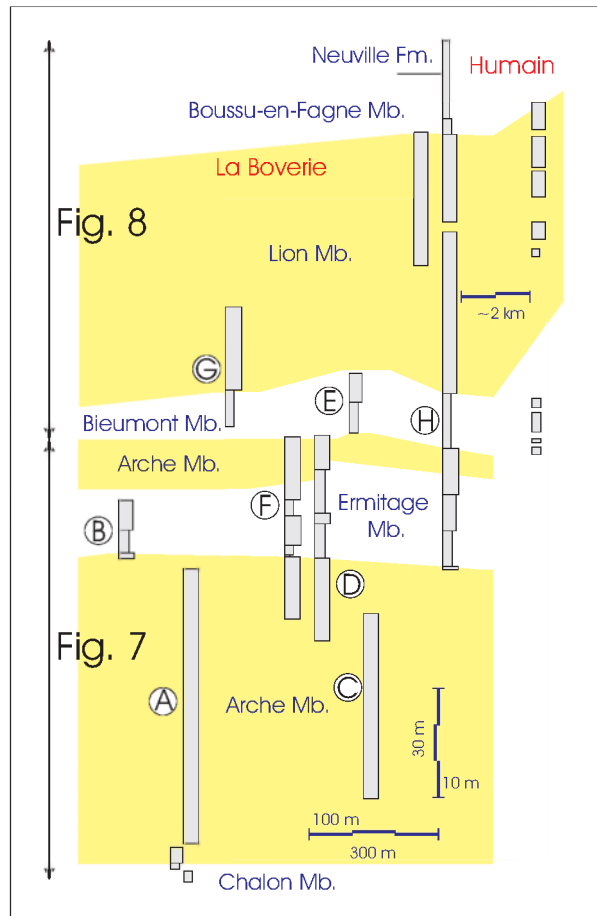 Neuville Fm.
Humain
Boussu-en-Fagne Mb.
La Boverie
Fig. 8
Lion Mb.
~2 km
G
E
H
Bieumont Mb.
Arche Mb.
F
Ermitage
Mb.
B
D
Fig. 7
A
C
Arche Mb.
30 m
10 m
100 m
300 m
Chalon Mb.